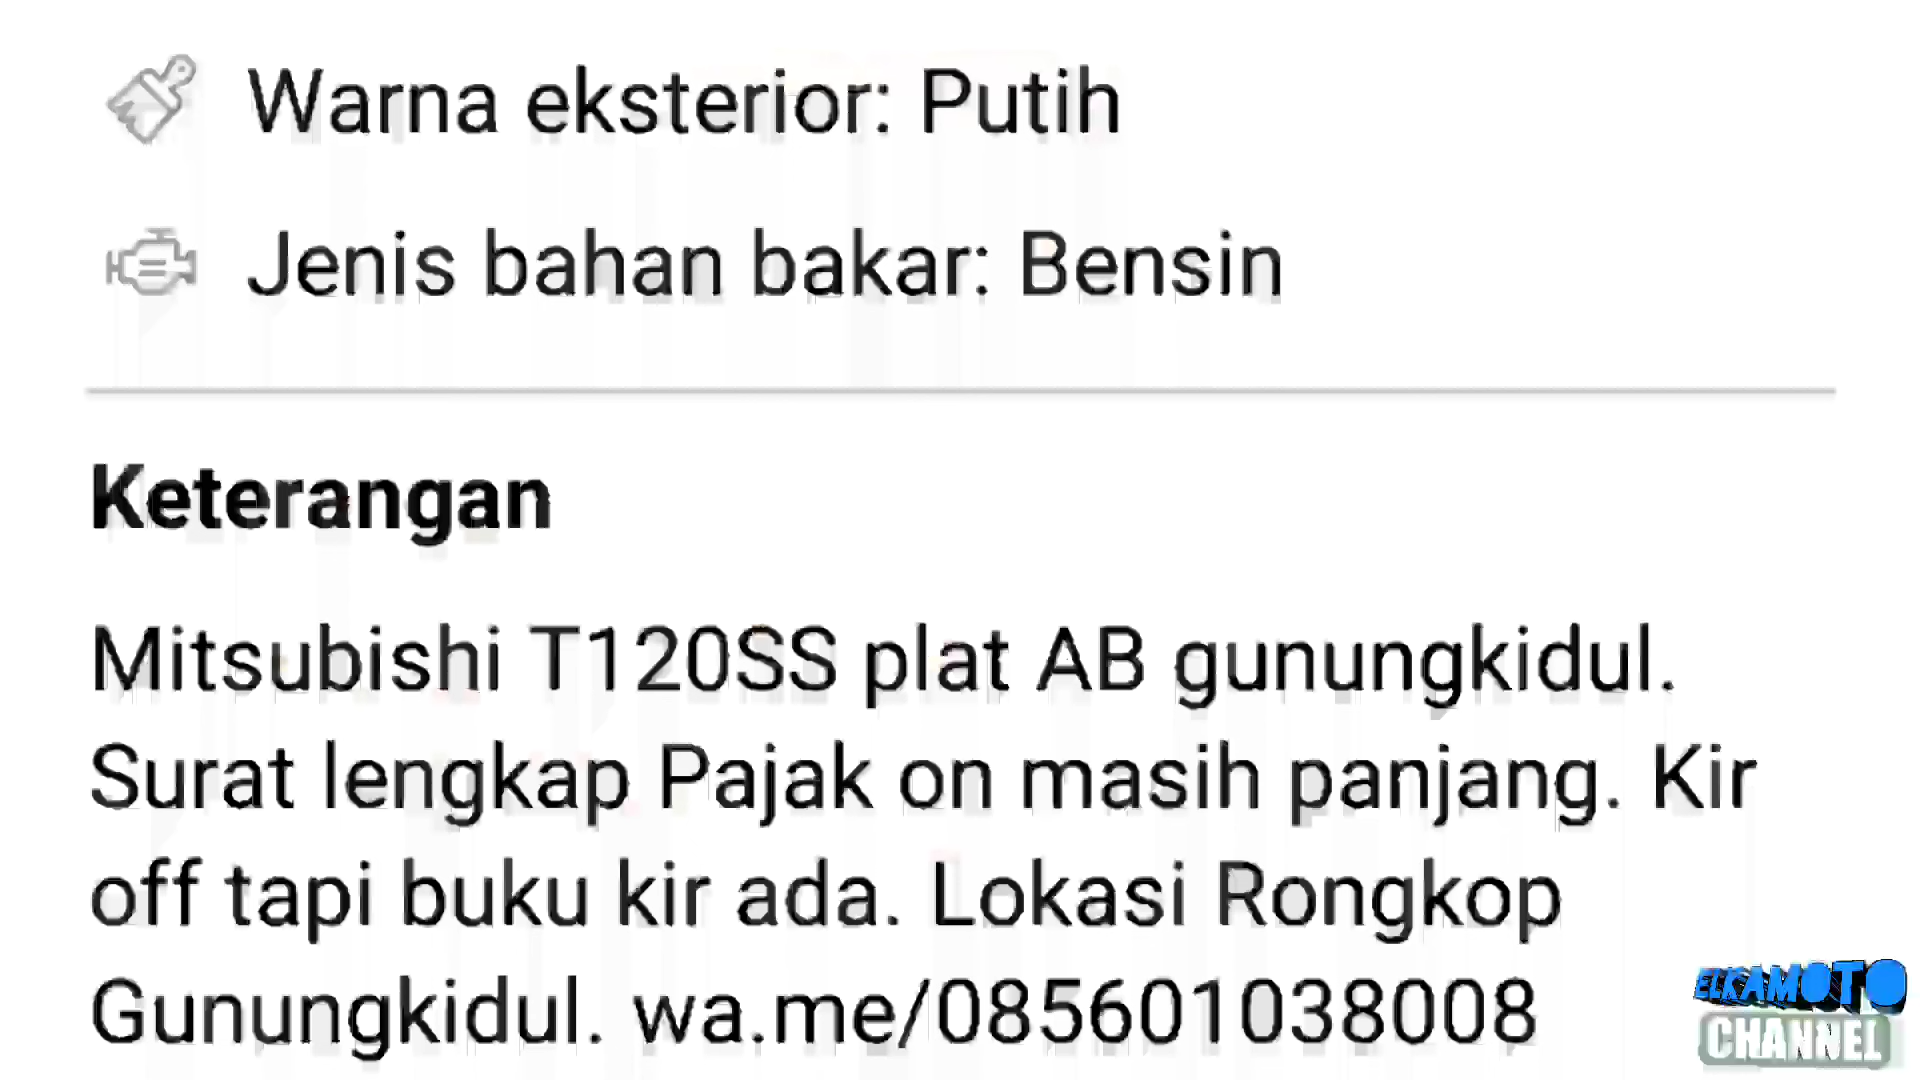 Warna eksterior: Putih
Jenis bahan bakar: Bensin
Keterangan
Mitsubishi T120SS plat AB gunungkidul.
Surat lengkap Pajak on masih panjang. Kir
off tapi buku kir ada. Lokasi Rongkop
Gunungkidul. wa.me/085601038008
ELKAMOTO
CHANNEL